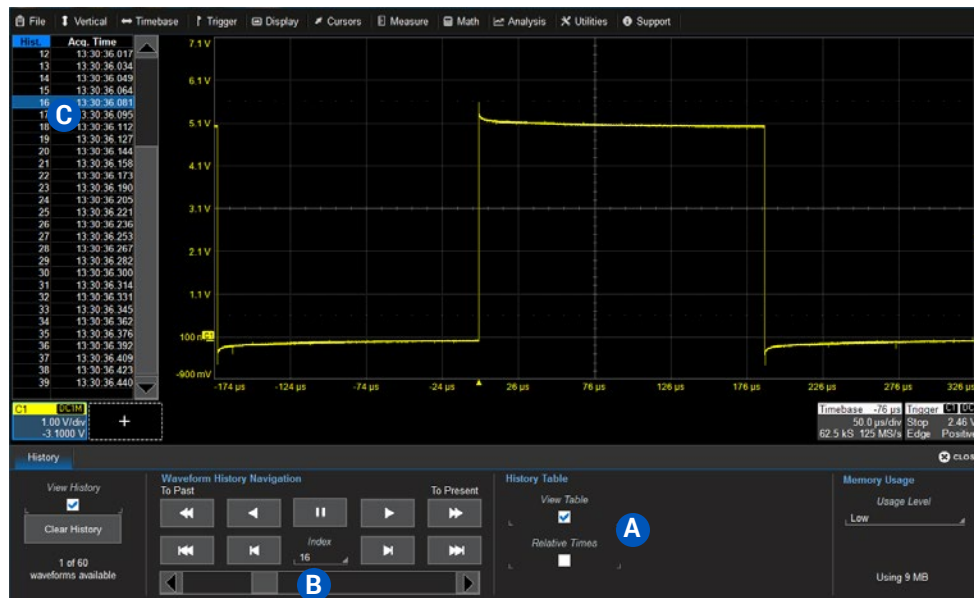 File Vertical Timebase Trigger Display Cursors Measure Math Analysis Utilities Support
Hist. Acq. Time
12 13:30:36.017
13 13:30:36.034
14 13:30:36.049
15 13:30:36.064
16 13:30:36.081
17 13:30:36.095
18 13:30:36.112
19 13:30:36.127
20 13:30:36.144
21 13:30:36.158
22 13:30:36.173
23 13:30:36.190
24 13:30:36.205
25 13:30:36.221
26 13:30:36.236
27 13:30:36.253
28 13:30:36.267
29 13:30:36.282
30 13:30:36.300
31 13:30:36.314
32 13:30:36.331
33 13:30:36.345
34 13:30:36.362
35 13:30:36.376
36 13:30:36.392
37 13:30:36.409
38 13:30:36.423
39 13:30:36.440
C
7.1 V
6.1 V
5.1 V
4.1 V
3.1 V
2.1 V
1.1 V
100 m C1
-900 mV
-174 µs -124 µs -74 µs -24 µs 26 µs 76 µs 126 µs 176 µs 226 µs 276 µs 326 µs
C1 DC1M
1.00 V/div
-3.1000 V
+
Timebase -76 µs
50.0 µs/div
62.5 kS 125 MS/s
Trigger C1 DC
Stop 2.46 V
Edge Positive
History
CLOS
View History
Clear History
1 of 60
waveforms available
Waveform History Navigation
To Past To Present
Index
16
B
History Table
View Table
Relative Times
A
Memory Usage
Usage Level
Low
Using 9 MB